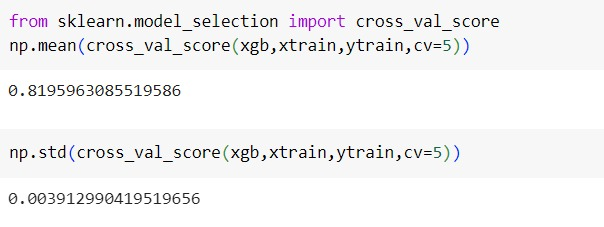 from sklearn.model_selection import cross_val_score
np.mean(cross_val_score(xgb,xtrain,ytrain,cv=5))
0.8195963085519586
np.std(cross_val_score(xgb,xtrain,ytrain,cv=5))
0.003912990419519656